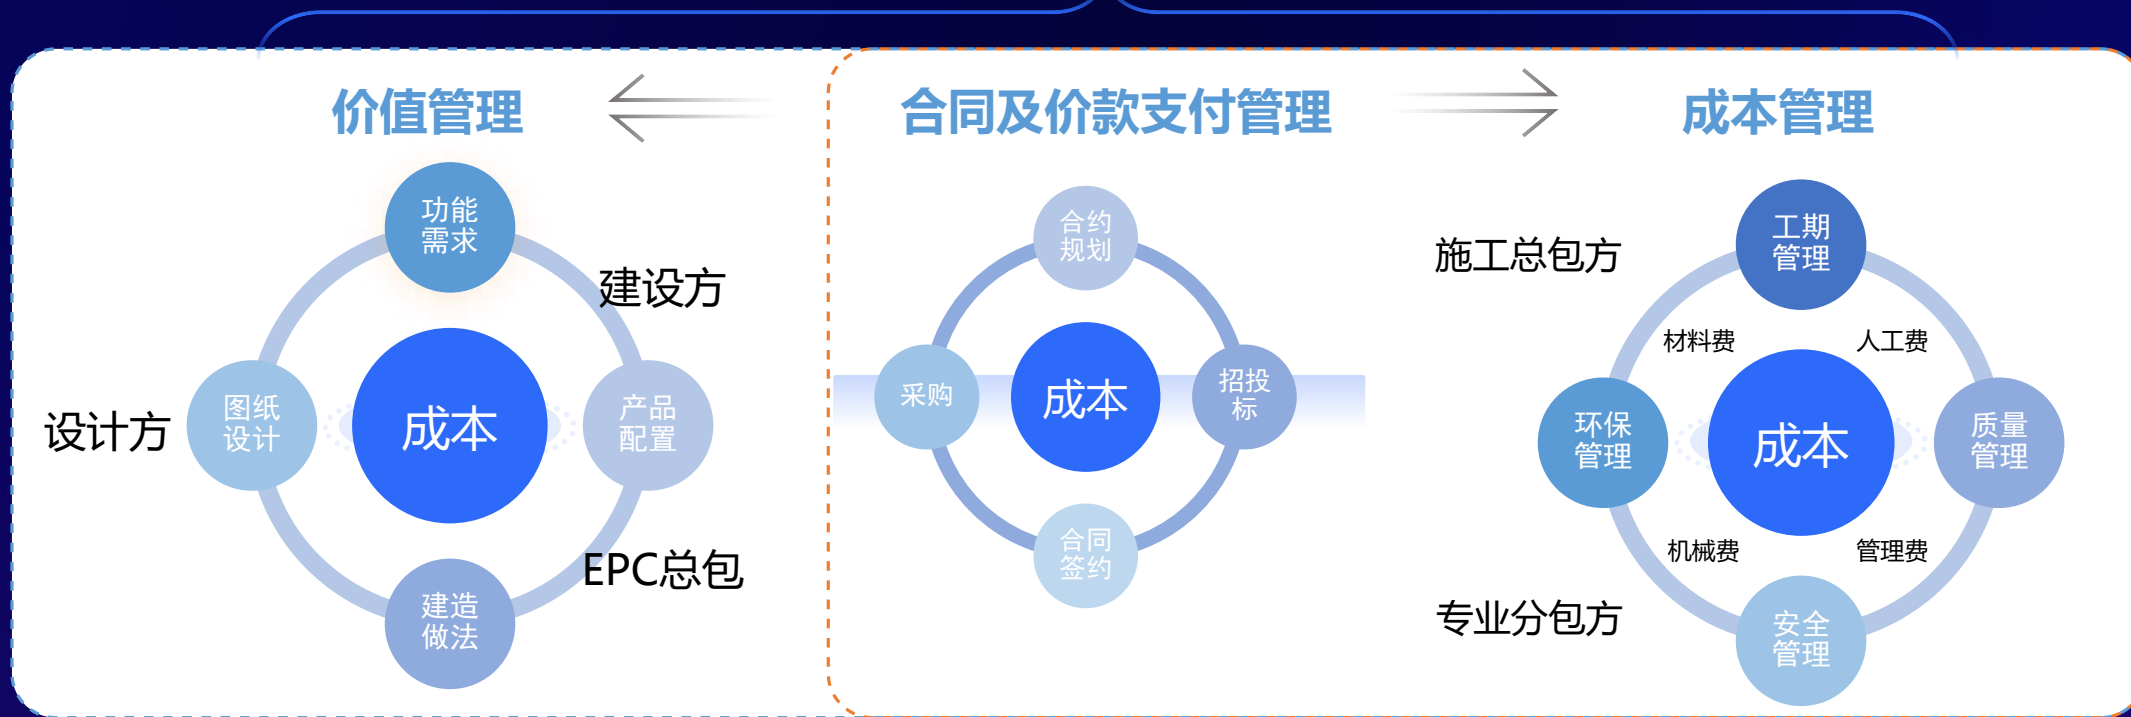 价值管理
合同及价款支付管理
成本管理
功能
需求
建设方
设计方
图纸
设计
成本
产品
配置
EPC总包
建造
做法
合约
规划
采购
成本
招投
标
合同
签约
施工总包方
工期
管理
材料费
人工费
环保
管理
成本
质量
管理
机械费
管理费
专业分包方
安全
管理